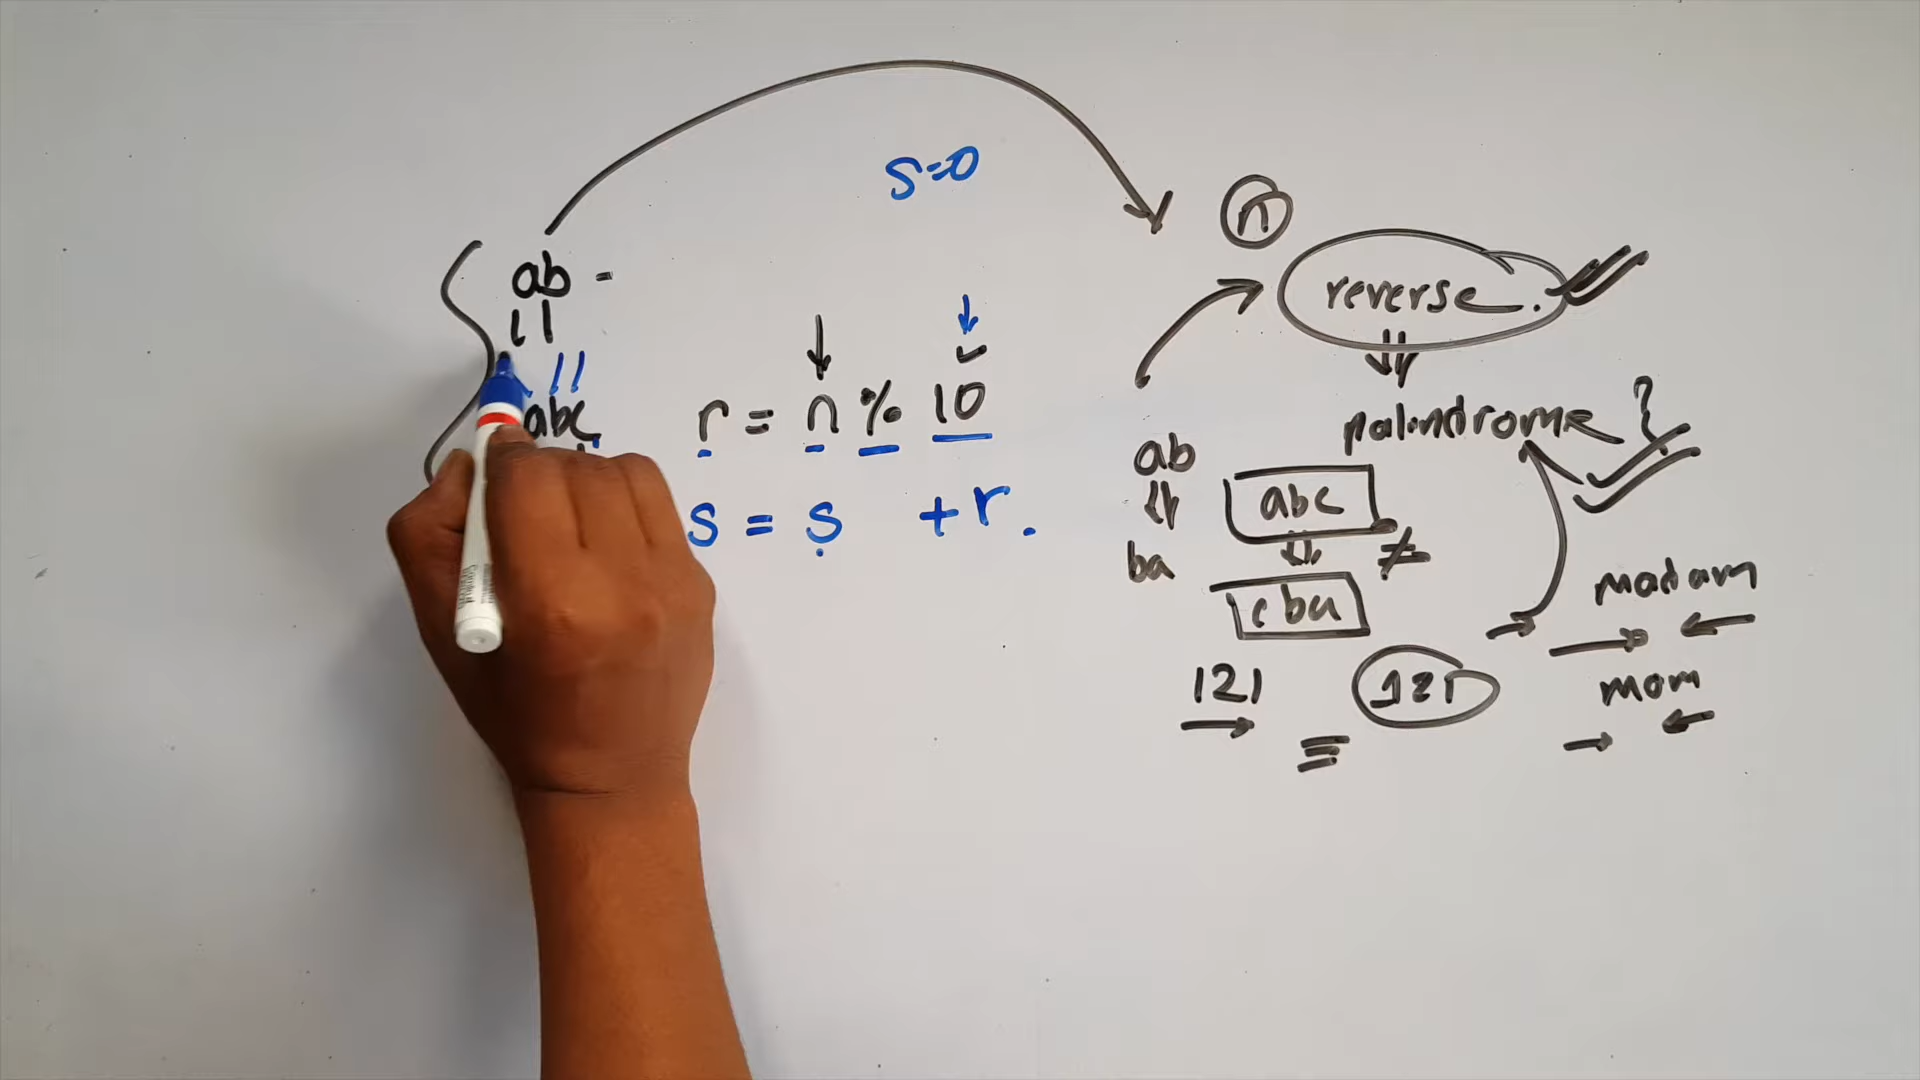 s=0
n
ab =
reverse.
abc
r = n % 10
palindrome ?
s = s + r .
ab
abc
ba
≠
cba
madam
121
121
mom